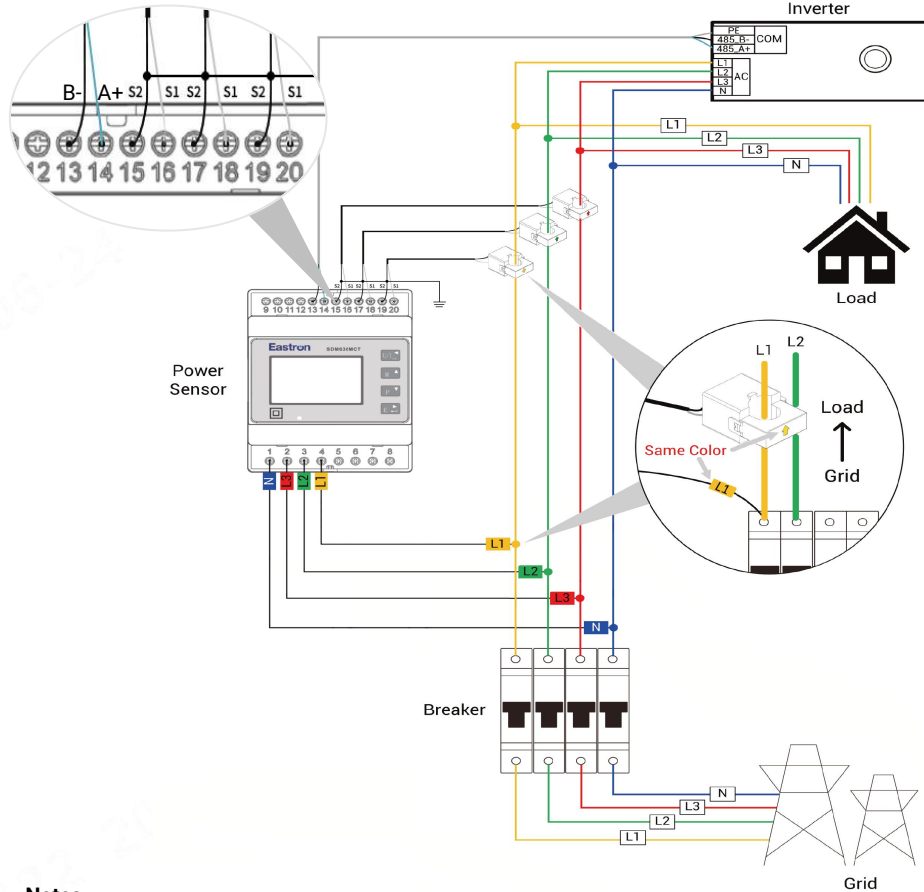 Inverter
PE
485_B-
485_A+
COM
L1
L2
L3
N
AC
B-
A+
S2
S1
S2
S1
S2
S1
12 13 14 15 16 17 18 19 20
L1
L2
L3
N
Load
S2 S1 S2 S1 S2 S1
9 10 11 12 13 14 15 16 17 18 19 20
Eastron
SDM630MCT
Power
Sensor
1 2 3 4 5 6 7 8
N
L3
L2
L1
L1
L2
Load
Same Color
Grid
L1
L1
L2
L3
N
Breaker
N
L3
L2
L1
Grid